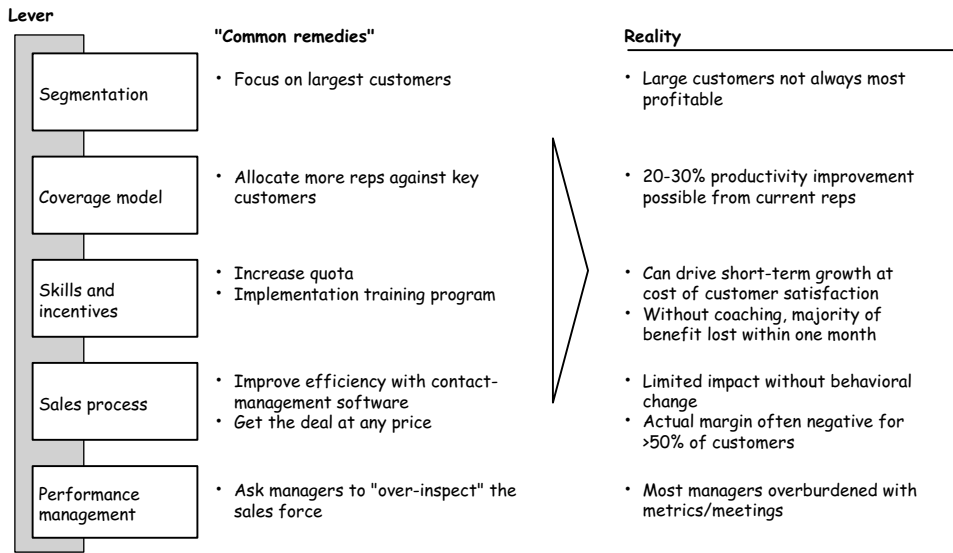 Lever
"Common remedies"
Reality
Segmentation
• Focus on largest customers
• Large customers not always most
profitable
Coverage model
• Allocate more reps against key
customers
• 20-30% productivity improvement
possible from current reps
Skills and
incentives
• Increase quota
• Implementation training program
• Can drive short-term growth at
cost of customer satisfaction
• Without coaching, majority of
benefit lost within one month
Sales process
• Improve efficiency with contact-
management software
• Get the deal at any price
• Limited impact without behavioral
change
• Actual margin often negative for
>50% of customers
Performance
management
• Ask managers to "over-inspect" the
sales force
• Most managers overburdened with
metrics/meetings